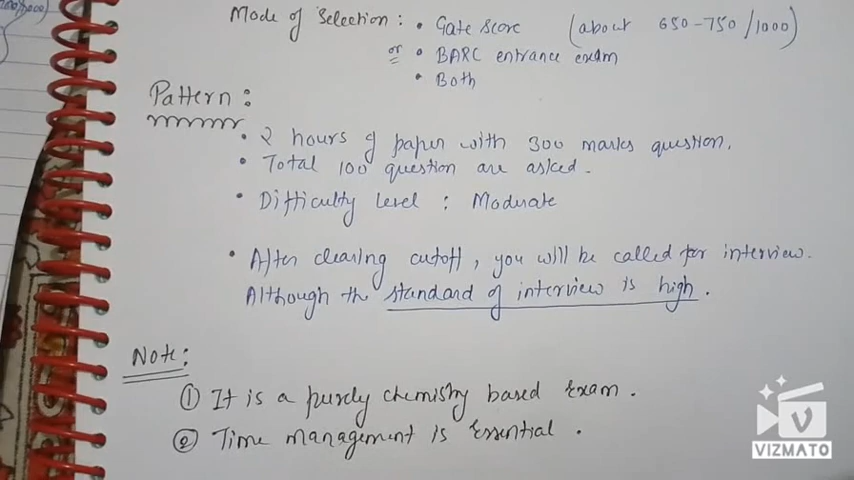 Mode of Selection : • Gate Score (about 650-750/1000)
or • BARC entrance exam
• Both
Pattern :
• 2 hours of paper with 300 marks question.
• Total 100 question are asked.
• Difficulty level : Moderate
• After clearing cutoff, you will be called for interview.
Although the standard of interview is high.
Note:
① It is a purely chemistry based Exam.
② Time management is Essential.
VIZMATO